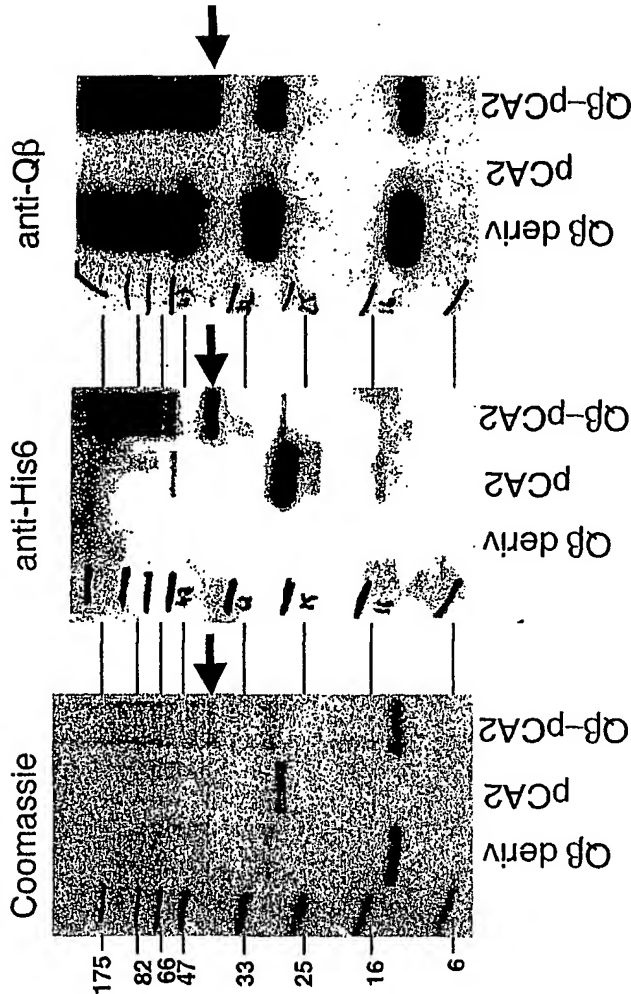 Coomassie
anti-His6
anti-Qβ
175
82
66
47
33
25
16
6
Qβ deriv
pCA2
Qβ-pCA2
Qβ deriv
pCA2
Qβ-pCA2
Qβ deriv
pCA2
Qβ-pCA2